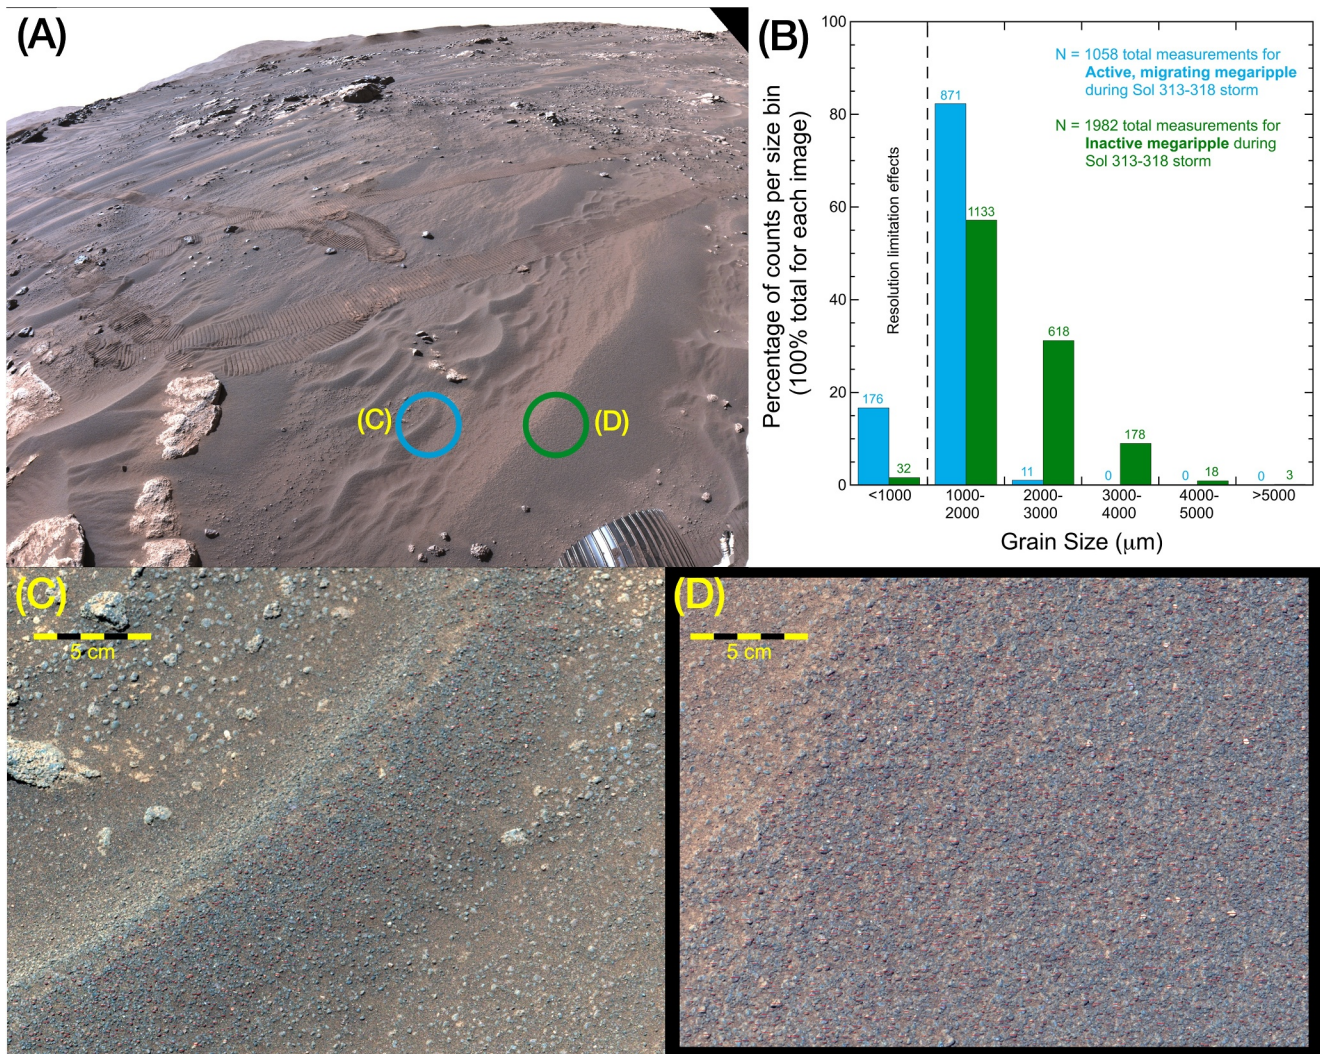 (A)
(C)
(D)
(B)
Percentage of counts per size bin
(100% total for each image)
100
80
60
40
20
0
N = 1058 total measurements for
Active, migrating megaripple
during Sol 313-318 storm
N = 1982 total measurements for
Inactive megaripple during
Sol 313-318 storm
Resolution limitation effects
176
32
871
1133
11
618
0
178
0
18
0
3
<1000
1000-
2000
2000-
3000
3000-
4000
4000-
5000
>5000
Grain Size (μm)
(C)
5 cm
(D)
5 cm